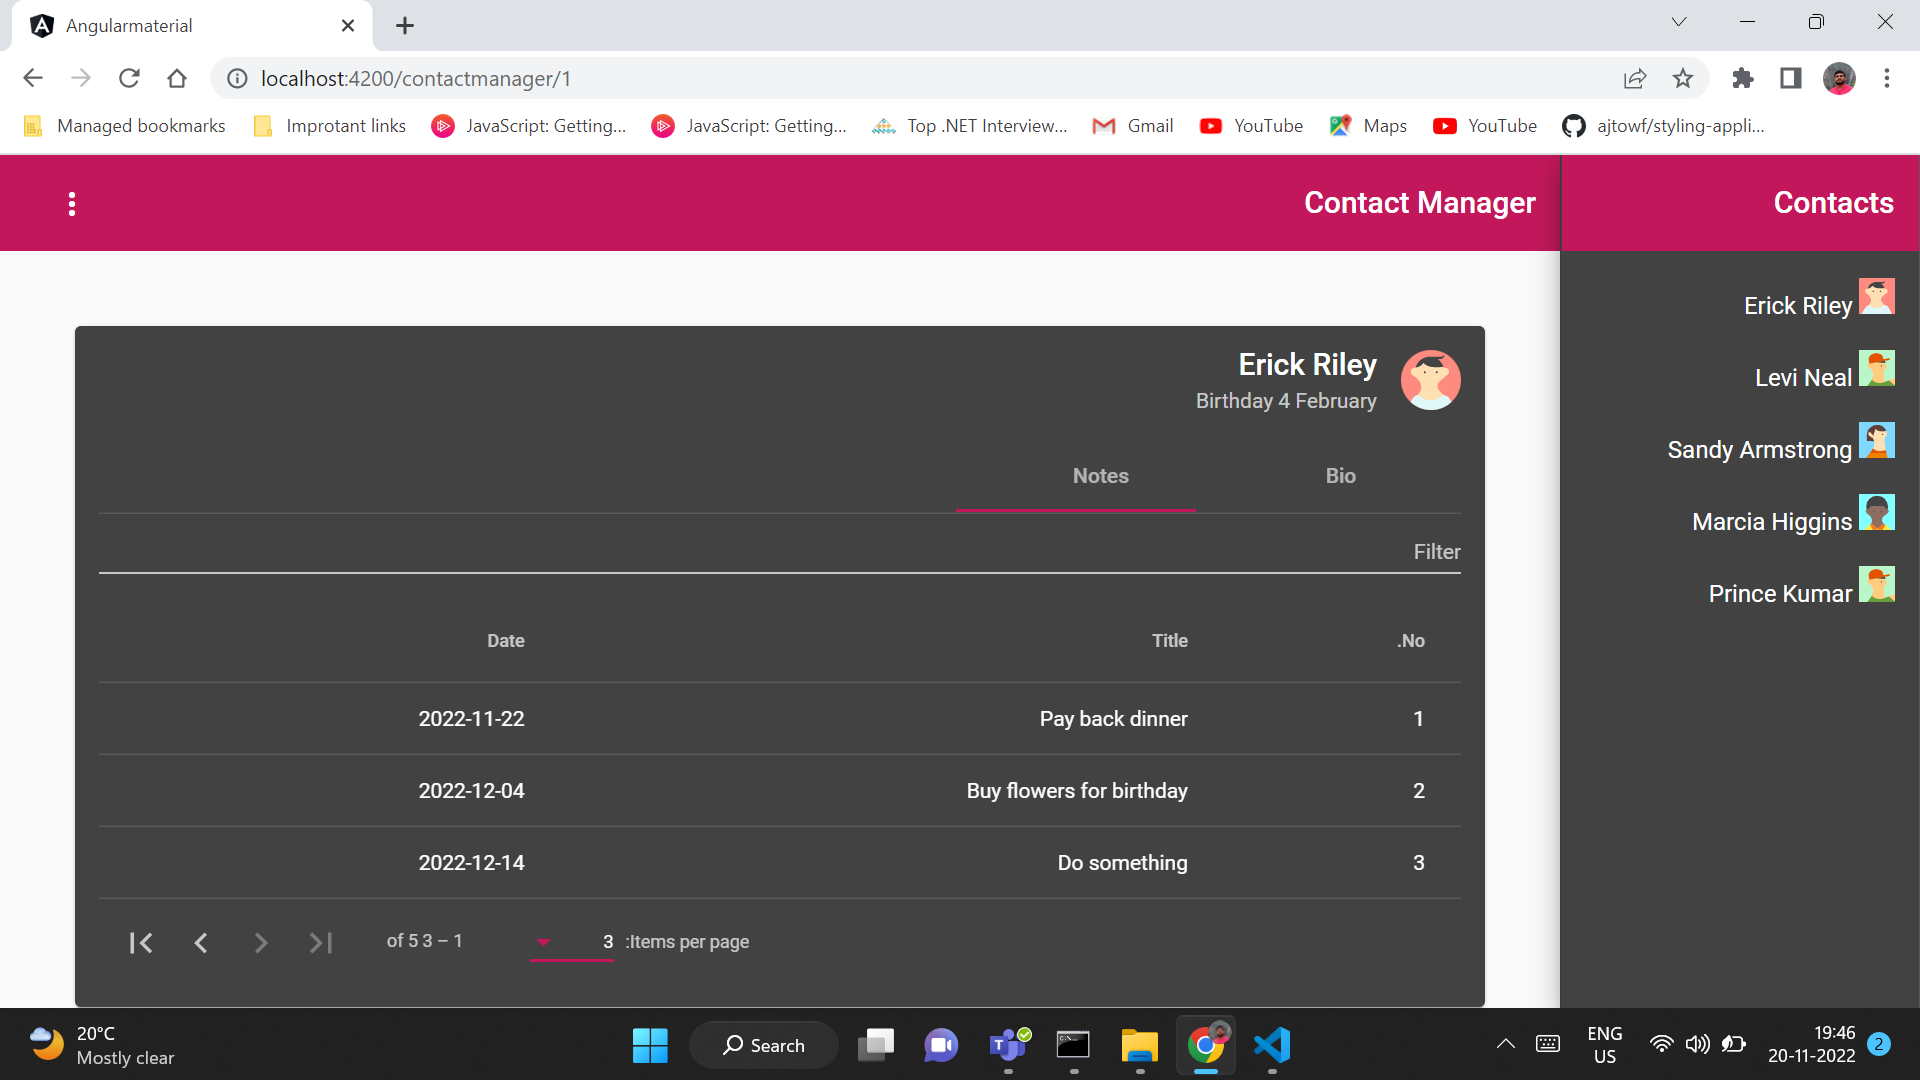 Angularmaterial
localhost:4200/contactmanager/1
Managed bookmarks
Improtant links
JavaScript: Getting...
JavaScript: Getting...
Top .NET Interview...
Gmail
YouTube
Maps
YouTube
ajtowf/styling-appli...
Contact Manager
Contacts
Erick Riley
Levi Neal
Sandy Armstrong
Marcia Higgins
Prince Kumar
Erick Riley
Birthday 4 February
Notes
Bio
Filter
Date
Title
.No
2022-11-22
Pay back dinner
1
2022-12-04
Buy flowers for birthday
2
2022-12-14
Do something
3
of 5 3 – 1
3
:Items per page
20°C
Mostly clear
Search
ENG
US
19:46
20-11-2022
2